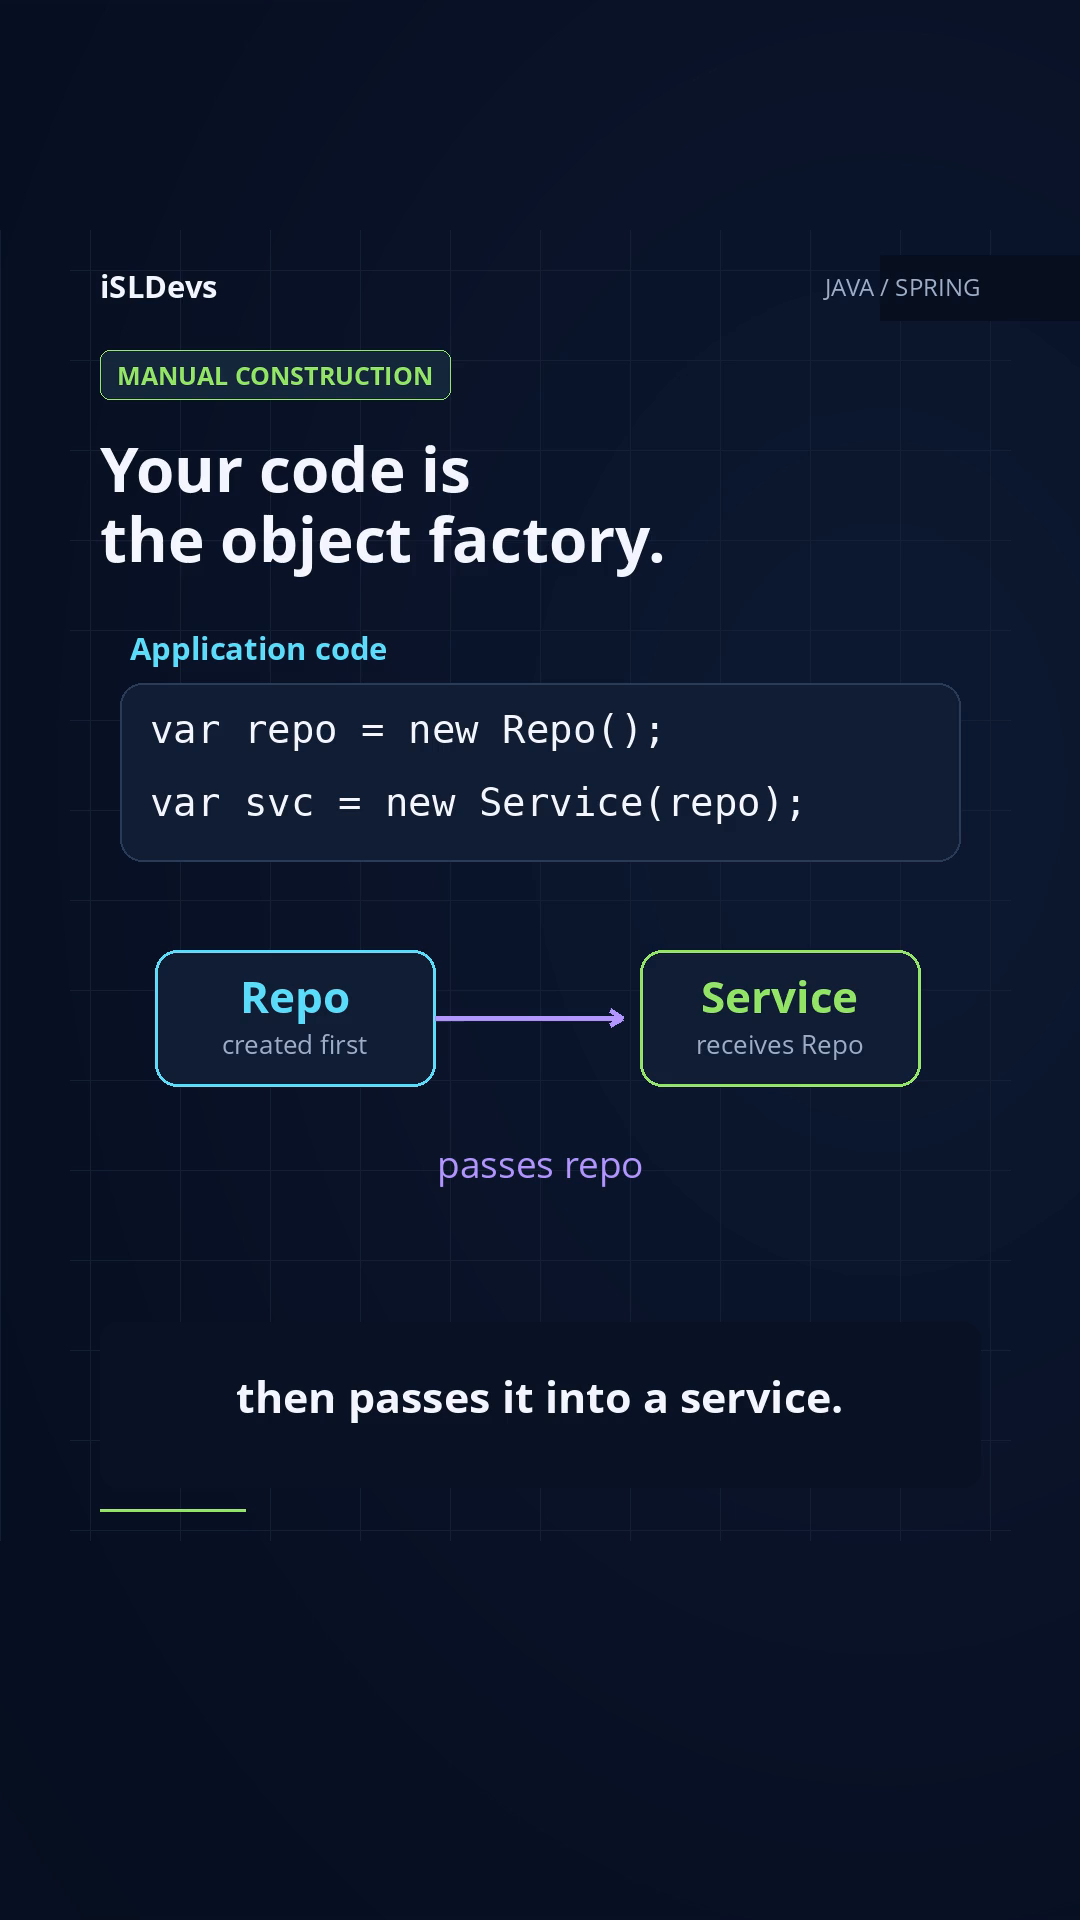 iSLDevs
JAVA / SPRING
MANUAL CONSTRUCTION
Your code is
the object factory.
Application code
var repo = new Repo();
var svc = new Service(repo);
Repo
created first
Service
receives Repo
passes repo
then passes it into a service.